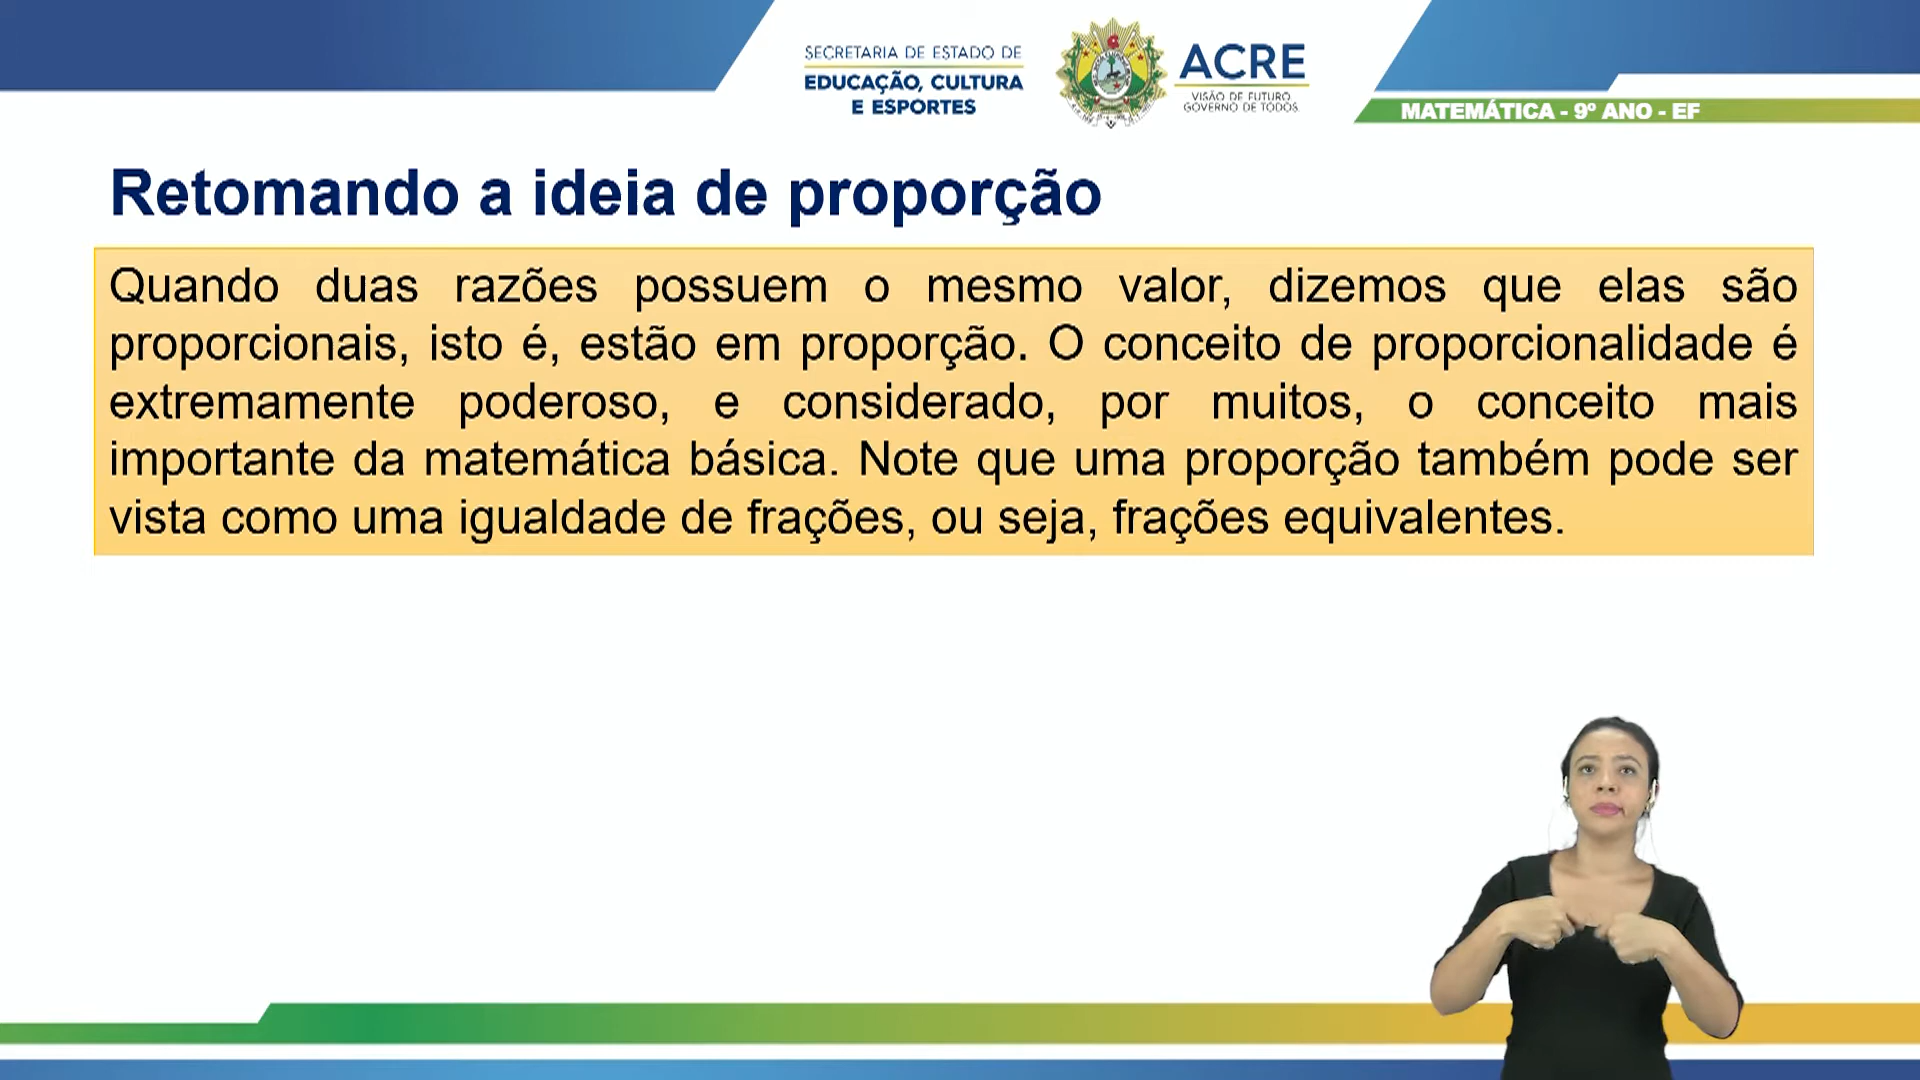 SECRETARIA DE ESTADO DE
EDUCAÇÃO, CULTURA
E ESPORTES
ACRE
VISÃO DE FUTURO.
GOVERNO DE TODOS.
MATEMÁTICA - 9º ANO - EF
Retomando a ideia de proporção
Quando duas razões possuem o mesmo valor, dizemos que elas são
proporcionais, isto é, estão em proporção. O conceito de proporcionalidade é
extremamente poderoso, e considerado, por muitos, o conceito mais
importante da matemática básica. Note que uma proporção também pode ser
vista como uma igualdade de frações, ou seja, frações equivalentes.